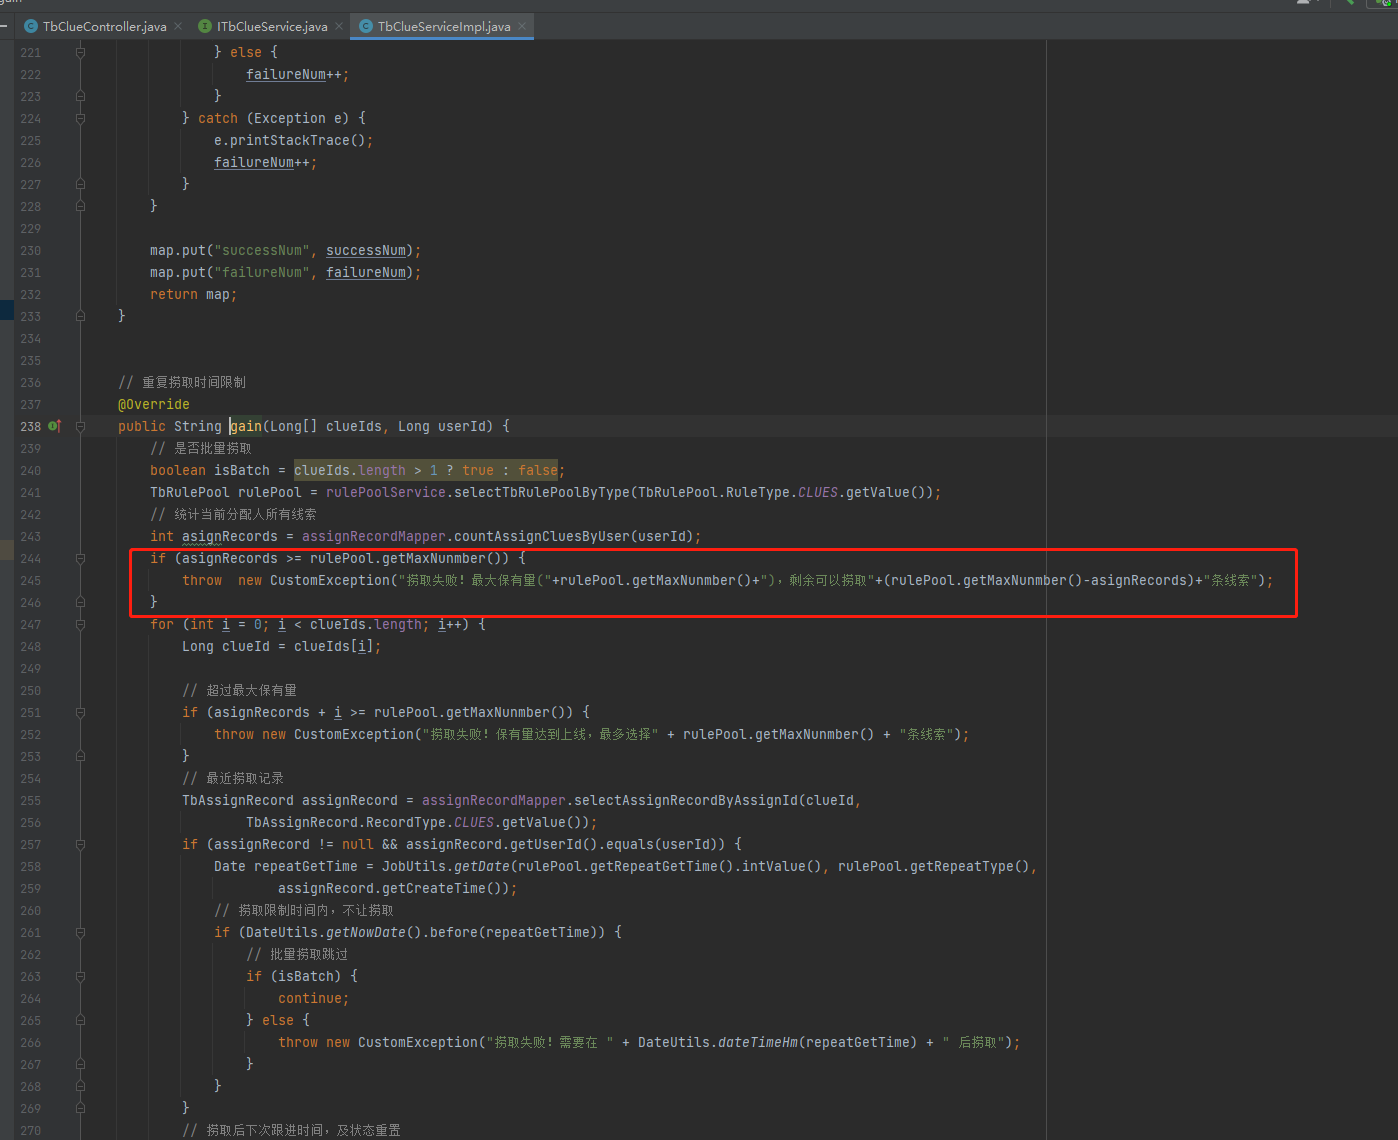 TbClueController.java
ITbClueService.java
TbClueServiceImpl.java
221 } else {
222 failureNum++;
223 }
224 } catch (Exception e) {
225 e.printStackTrace();
226 failureNum++;
227 }
228 }
229
230 map.put("successNum", successNum);
231 map.put("failureNum", failureNum);
232 return map;
233 }
234
235
236 // 重复捞取时间限制
237 @Override
238 public String gain(Long[] clueIds, Long userId) {
239 // 是否批量捞取
240 boolean isBatch = clueIds.length > 1 ? true : false;
241 TbRulePool rulePool = rulePoolService.selectTbRulePoolByType(TbRulePool.RuleType.CLUES.getValue());
242 // 统计当前分配人所有线索
243 int asignRecords = assignRecordMapper.countAssignCluesByUser(userId);
244 if (asignRecords >= rulePool.getMaxNunmber()) {
245 throw  new CustomException("捞取失败！最大保有量("+rulePool.getMaxNunmber()+")，剩余可以捞取"+(rulePool.getMaxNunmber()-asignRecords)+"条线索");
246 }
247 for (int i = 0; i < clueIds.length; i++) {
248 Long clueId = clueIds[i];
249
250 // 超过最大保有量
251 if (asignRecords + i >= rulePool.getMaxNunmber()) {
252 throw new CustomException("捞取失败！保有量达到上线，最多选择" + rulePool.getMaxNunmber() + "条线索");
253 }
254 // 最近捞取记录
255 TbAssignRecord assignRecord = assignRecordMapper.selectAssignRecordByAssignId(clueId,
256 TbAssignRecord.RecordType.CLUES.getValue());
257 if (assignRecord != null && assignRecord.getUserId().equals(userId)) {
258 Date repeatGetTime = JobUtils.getDate(rulePool.getRepeatGetTime().intValue(), rulePool.getRepeatType(),
259 assignRecord.getCreateTime());
260 // 捞取限制时间内，不让捞取
261 if (DateUtils.getNowDate().before(repeatGetTime)) {
262 // 批量捞取跳过
263 if (isBatch) {
264 continue;
265 } else {
266 throw new CustomException("捞取失败！需要在 " + DateUtils.dateTimeHm(repeatGetTime) + " 后捞取");
267 }
268 }
269 }
270 // 捞取后下次跟进时间，及状态重置